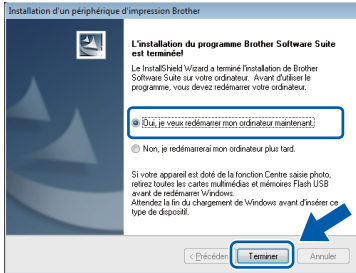 Installation d'un périphérique d'impression Brother
L'installation du programme Brother Software Suite
est terminée!
Le InstallShield Wizard a terminé l'installation de Brother
Software Suite sur votre ordinateur. Avant d'utiliser le
programme, vous devez redémarrer votre ordinateur.
Oui, je veux redémarrer mon ordinateur maintenant.
Non, je redémarrerai mon ordinateur plus tard.
Si votre appareil est doté de la fonction Centre saisie photo,
retirez toutes les cartes multimédias et mémoires Flash USB
avant de redémarrer Windows.
Attendez la fin du chargement de Windows avant d'insérer ce
type de dispositif.
< Précéden Terminer Annuler